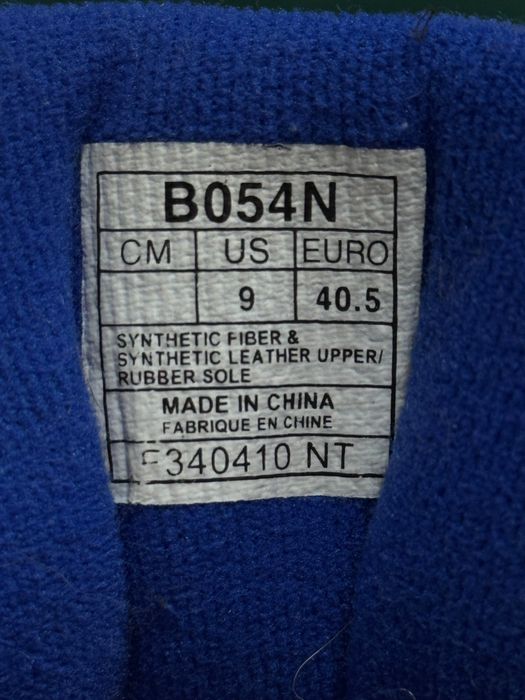 B054N
CM US EURO
9 40.5
SYNTHETIC FIBER &
SYNTHETIC LEATHER UPPER/
RUBBER SOLE
MADE IN CHINA
FABRIQUE EN CHINE
F340410 NT